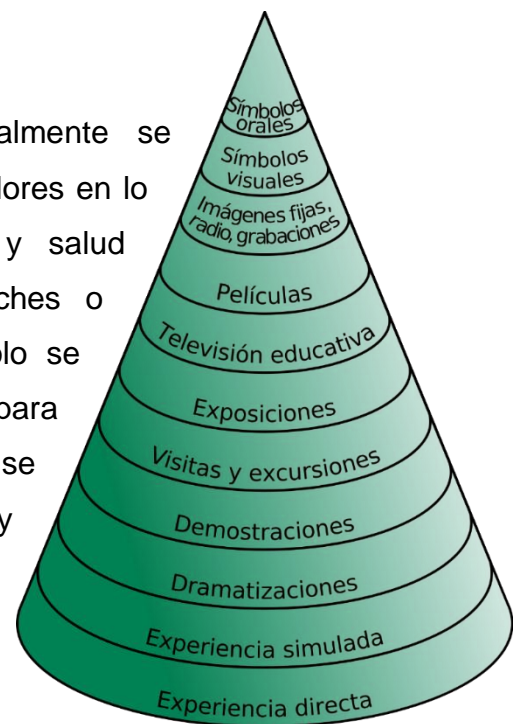 almente se
lores en lo
y salud
ches o
olo se
para
se
y
Símbolos
orales
Símbolos
visuales
Imágenes fijas,
radio, grabaciones
Películas
Televisión educativa
Exposiciones
Visitas y excursiones
Demostraciones
Dramatizaciones
Experiencia simulada
Experiencia directa